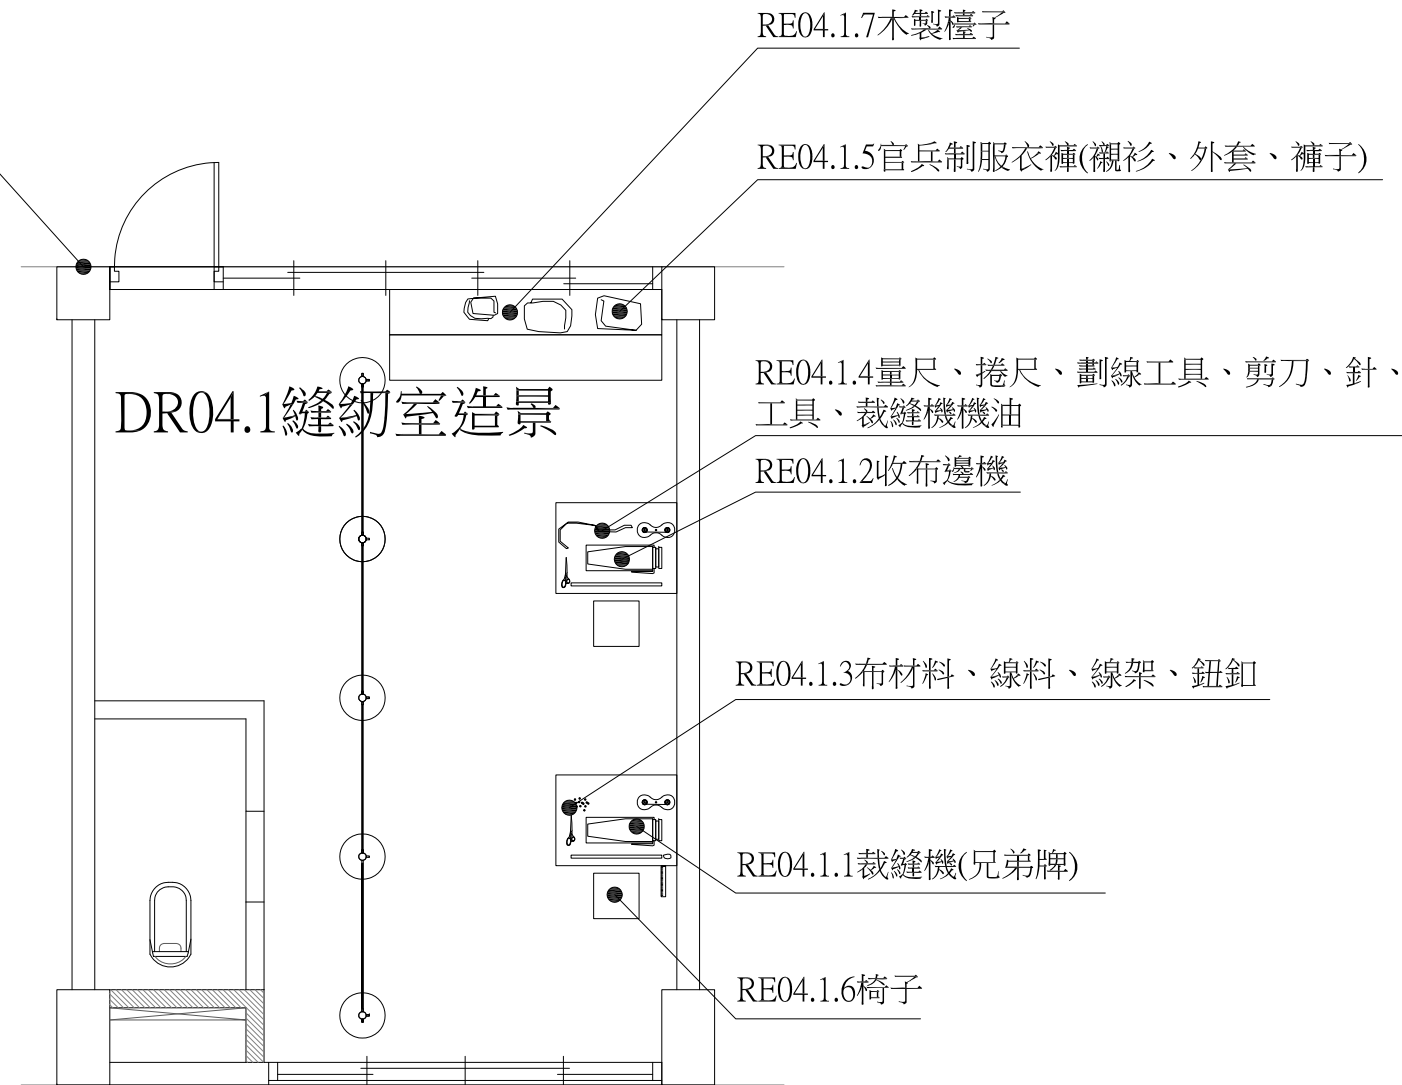 RE04.1.7木製檯子
RE04.1.5官兵制服衣褲(襯衫、外套、褲子)
RE04.1.4量尺、捲尺、劃線工具、剪刀、針、
工具、裁縫機機油
DR04.1縫紉室造景
RE04.1.2收布邊機
RE04.1.3布材料、線料、線架、鈕釦
RE04.1.1裁縫機(兄弟牌)
RE04.1.6椅子